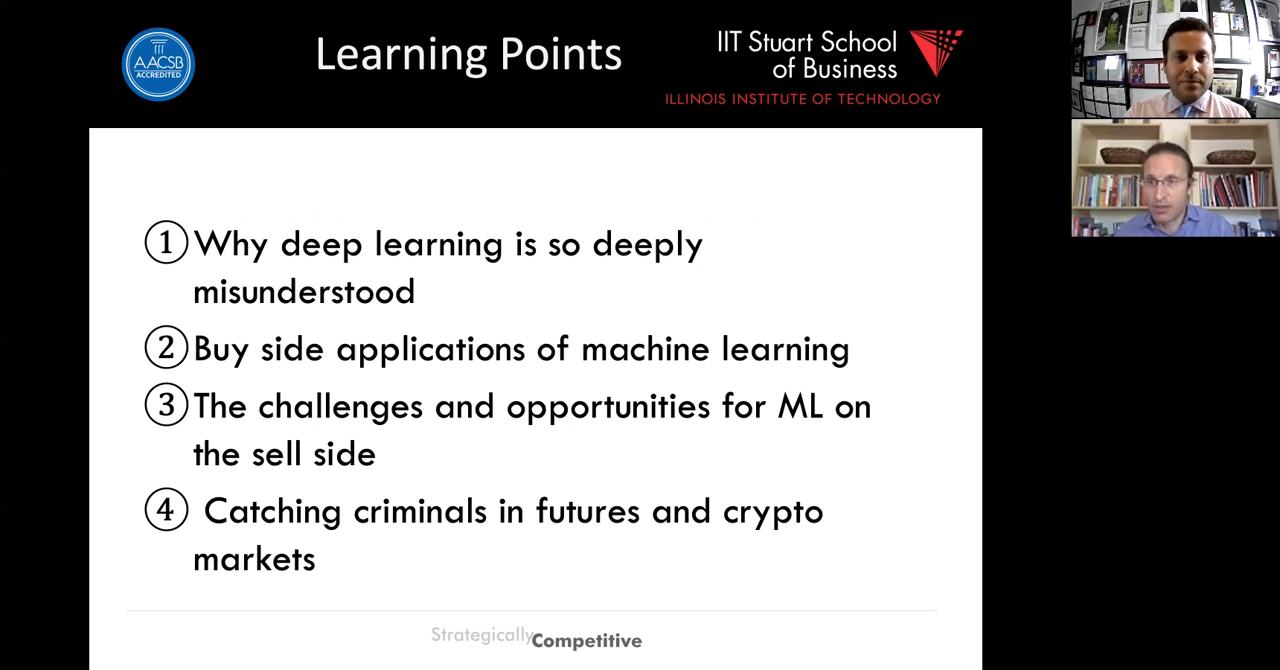 AACSB
ACCREDITED
Learning Points
IIT Stuart School
of Business
ILLINOIS INSTITUTE OF TECHNOLOGY
① Why deep learning is so deeply
misunderstood
② Buy side applications of machine learning
③ The challenges and opportunities for ML on
the sell side
④ Catching criminals in futures and crypto
markets
Strategically Competitive